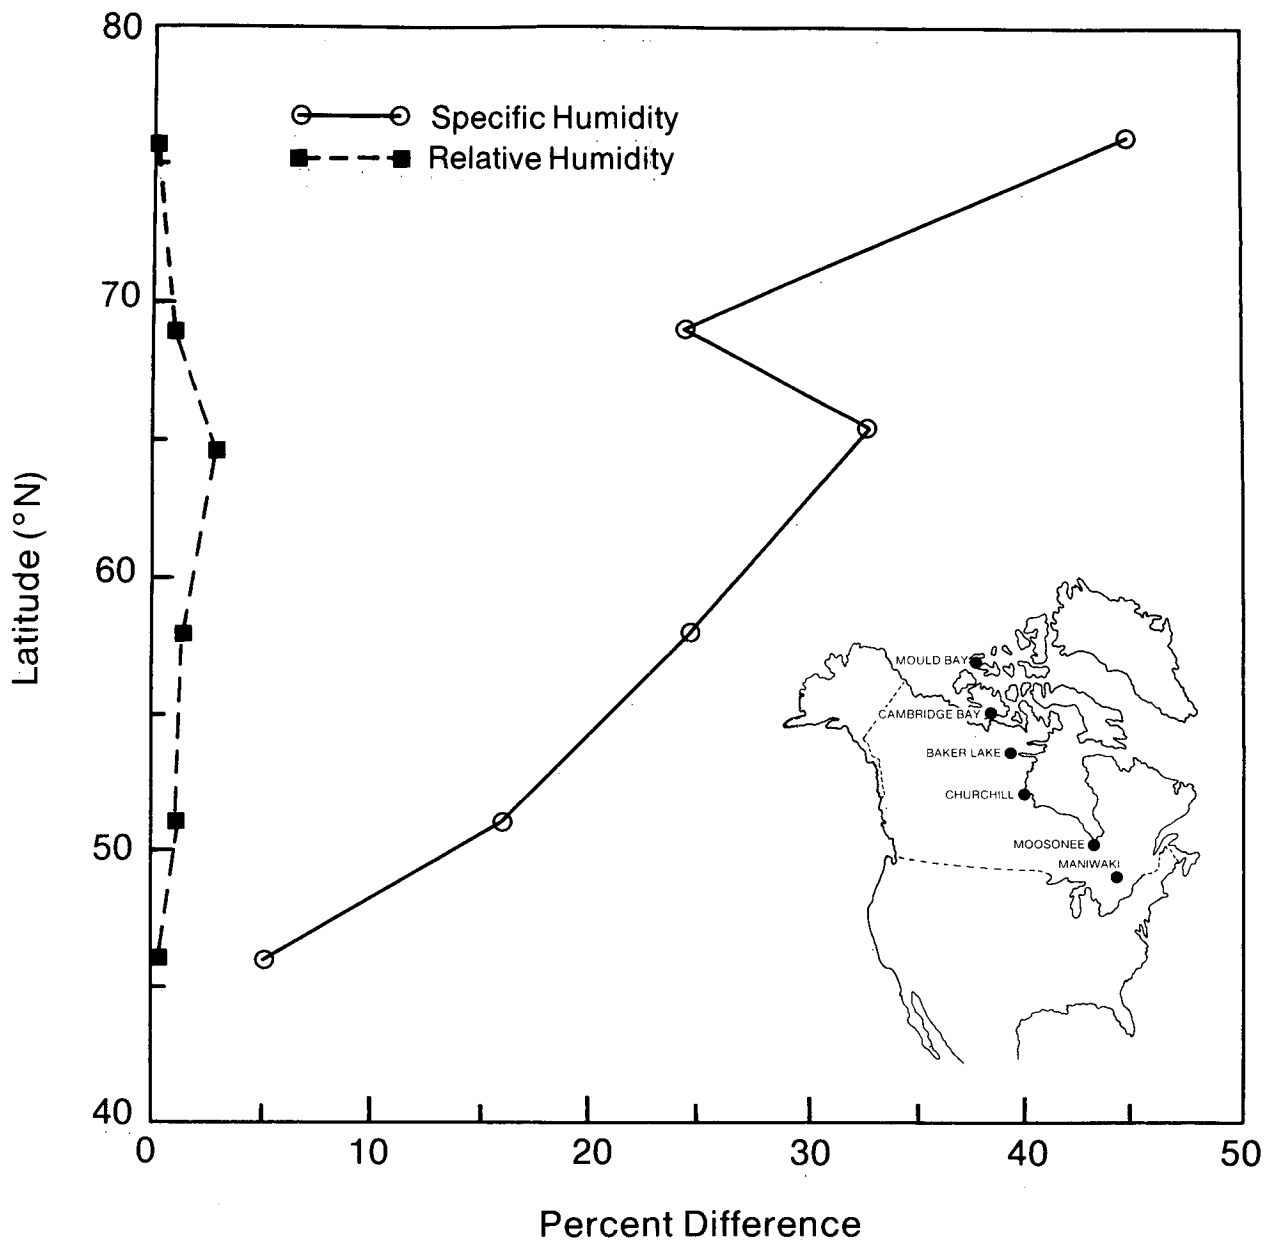 80
Specific Humidity
Relative Humidity
70
60
50
40
Latitude (°N)
MOULD BAY
CAMBRIDGE BAY
BAKER LAKE
CHURCHILL
MOOSONEE
MANIWAKI
0 10 20 30 40 50
Percent Difference